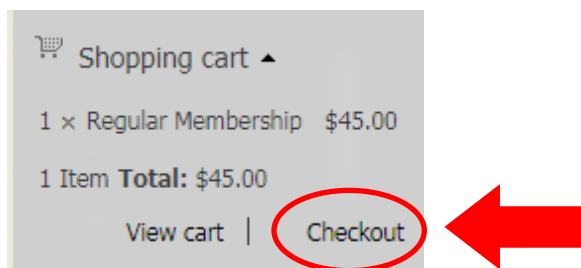 Shopping cart
1 × Regular Membership $45.00
1 Item Total: $45.00
View cart | Checkout